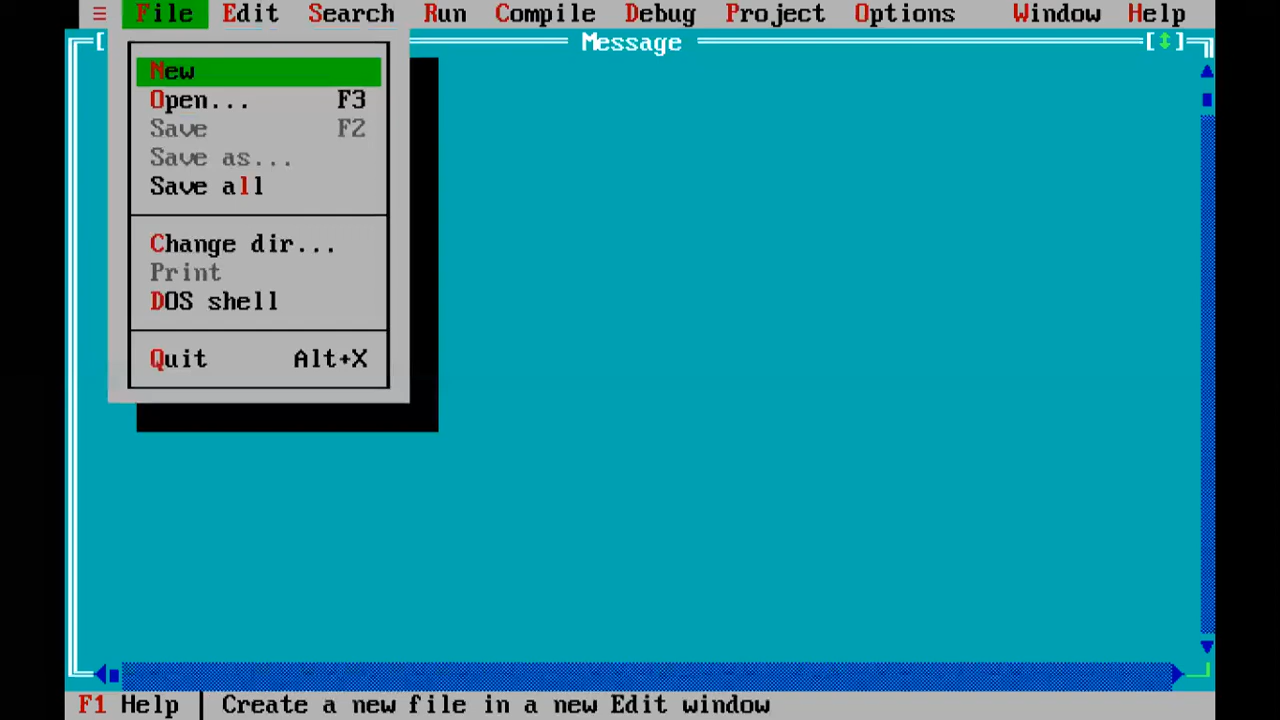 ≡ File Edit Search Run Compile Debug Project Options Window Help
[ Message [↕]
New
Open... F3
Save F2
Save as...
Save all
Change dir...
Print
DOS shell
Quit Alt+X
F1 Help | Create a new file in a new Edit window